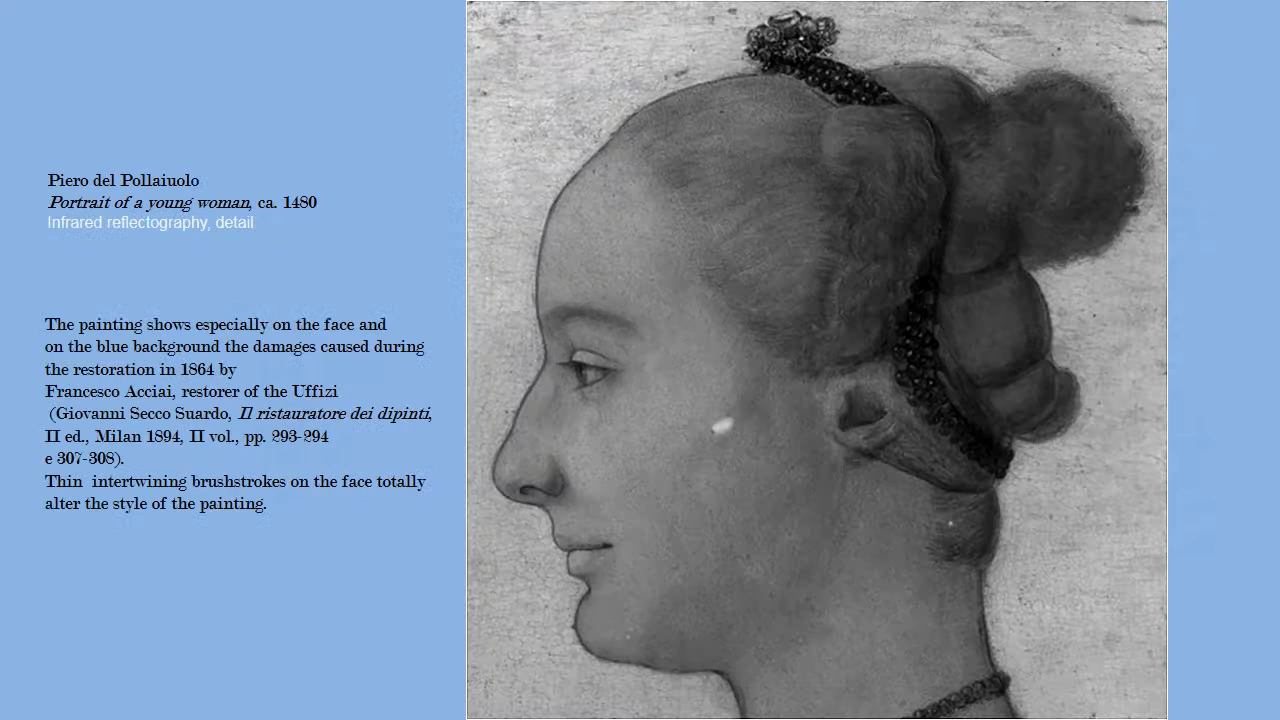 Piero del Pollaiuolo
Portrait of a young woman, ca. 1480
Infrared reflectography, detail
The painting shows especially on the face and
on the blue background the damages caused during
the restoration in 1864 by
Francesco Acciai, restorer of the Uffizi
(Giovanni Secco Suardo, Il ristauratore dei dipinti,
II ed., Milan 1894, II vol., pp. 293-294
e 307-308).
Thin intertwining brushstrokes on the face totally
alter the style of the painting.